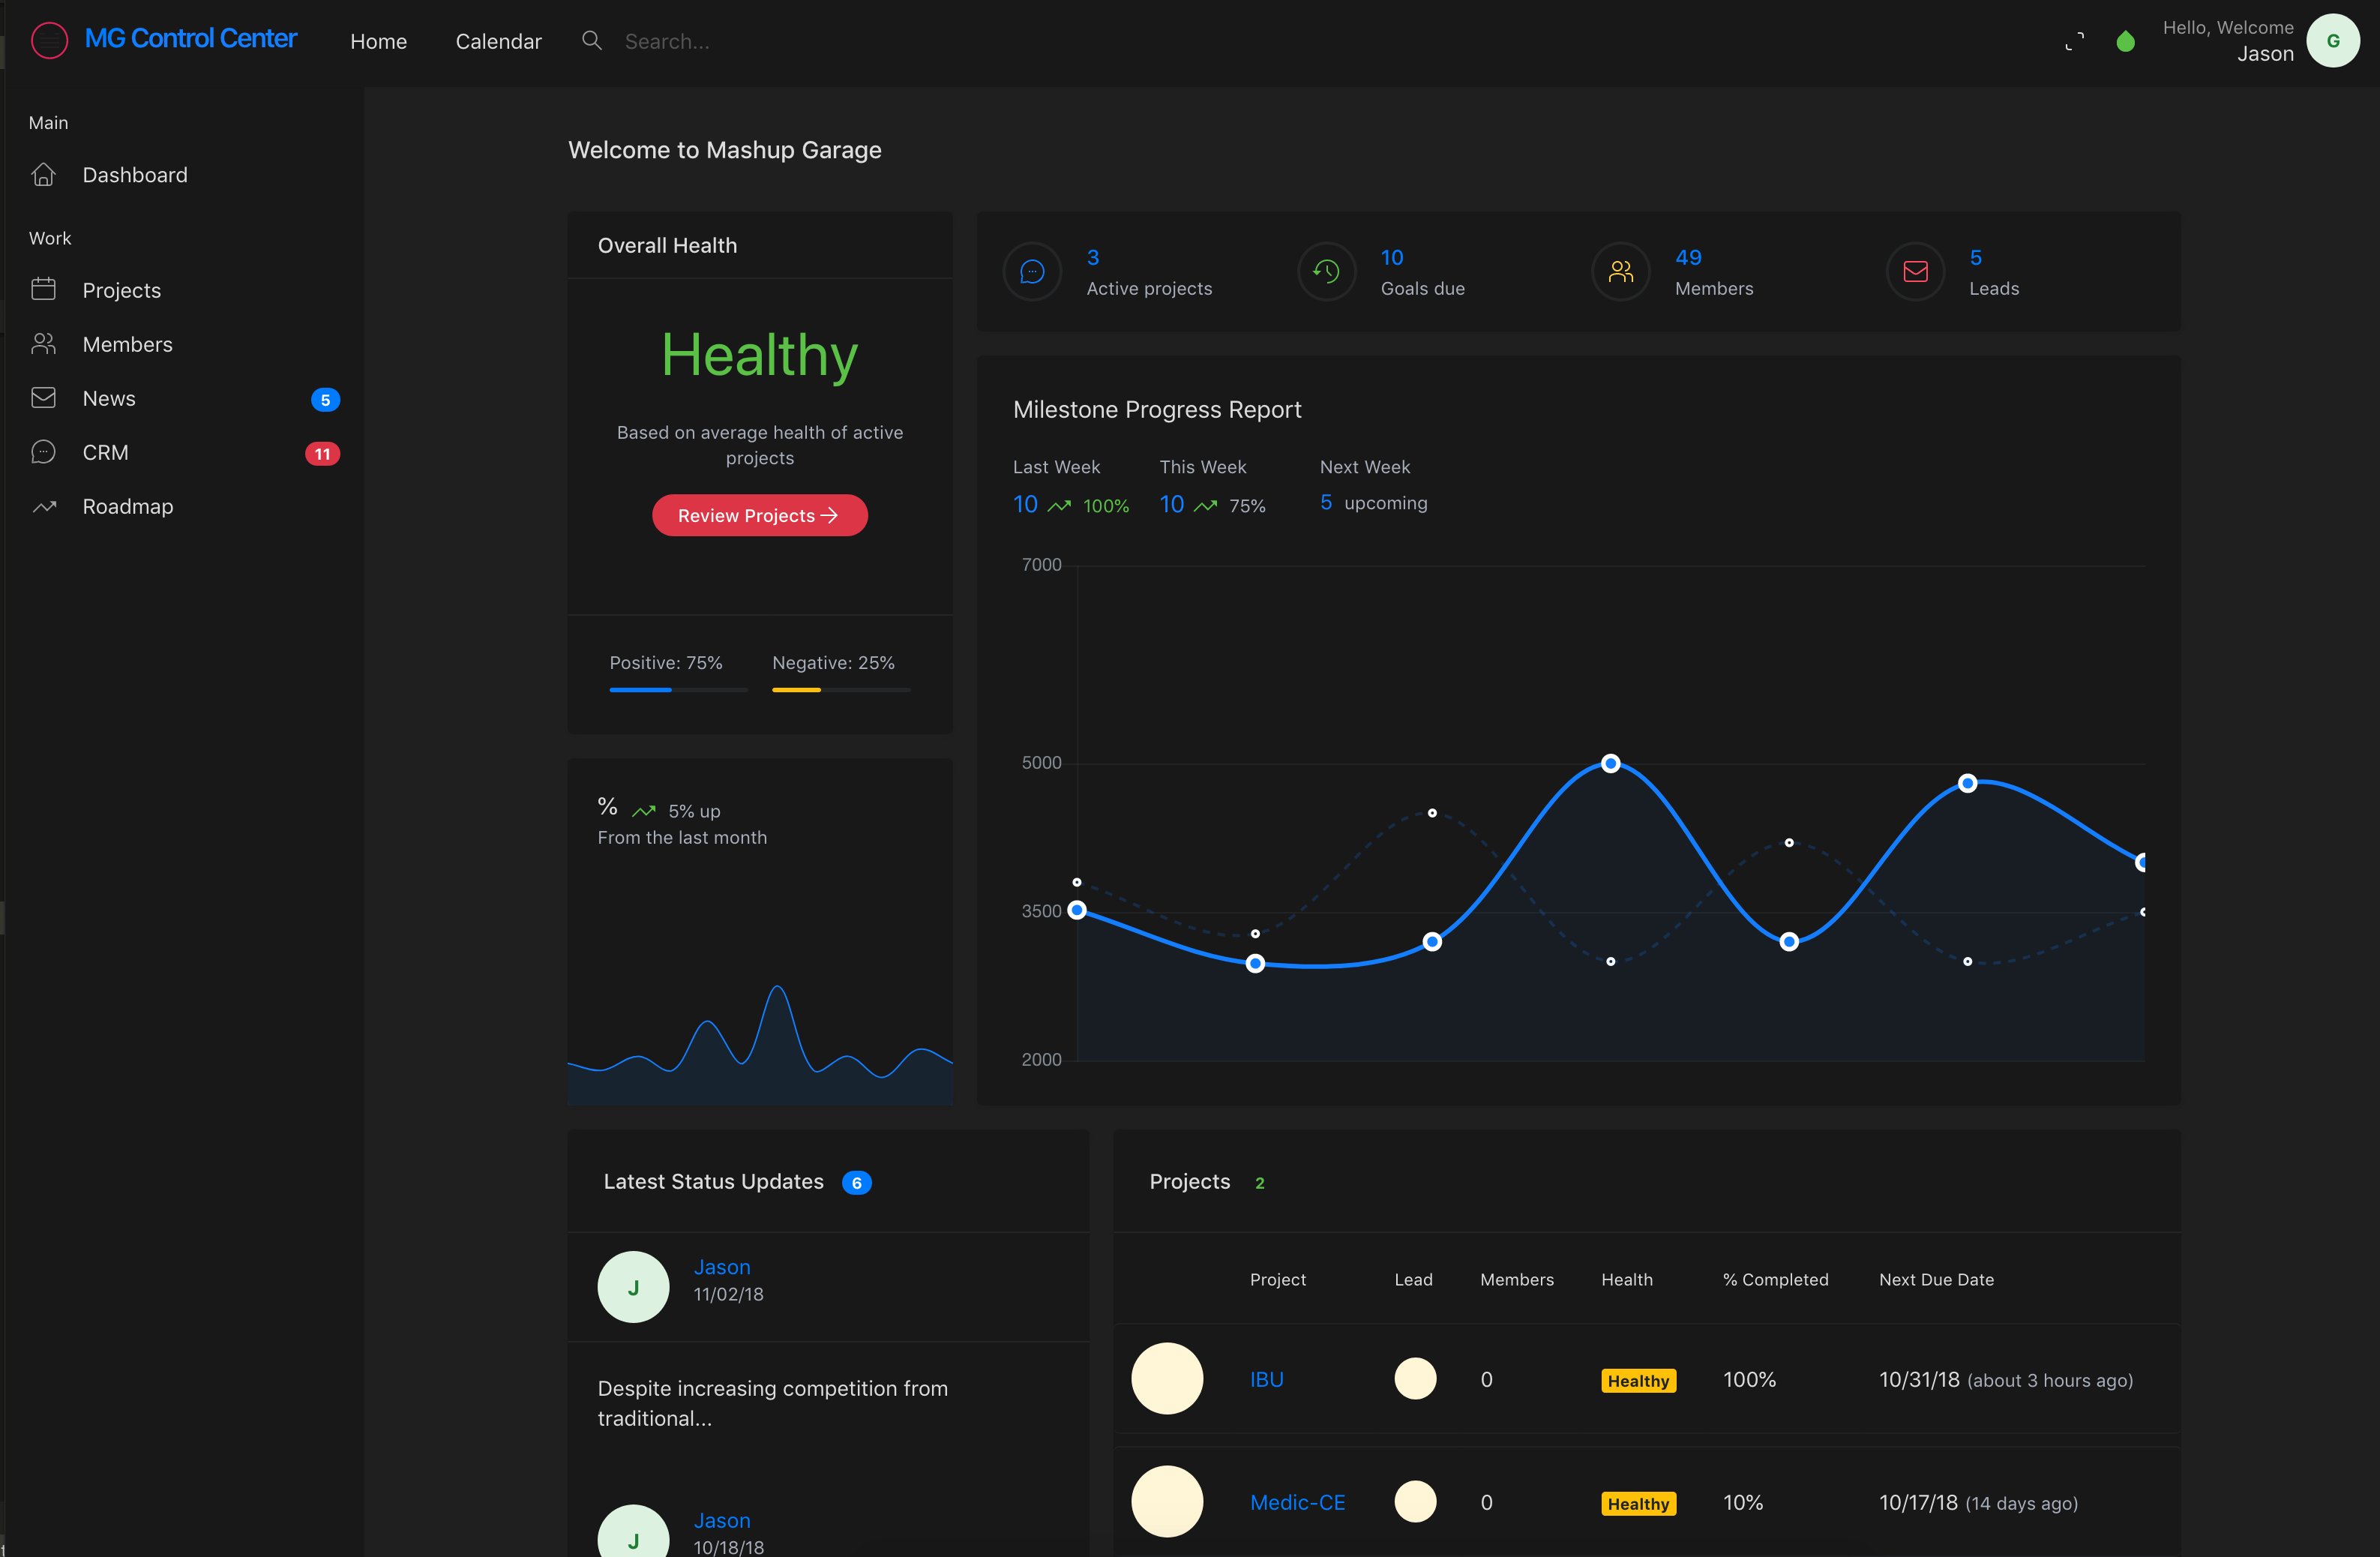 MG Control Center
Home
Calendar
Search...
Hello, Welcome
Jason
G
Main
Dashboard
Work
Projects
Members
News
5
CRM
11
Roadmap
Welcome to Mashup Garage
Overall Health
Healthy
Based on average health of active
projects
Review Projects
Positive: 75%
Negative: 25%
3
Active projects
10
Goals due
49
Members
5
Leads
Milestone Progress Report
Last Week
This Week
Next Week
10 100%
10 75%
5 upcoming
7000
5000
3500
2000
% 5% up
From the last month
Latest Status Updates 6
J
Jason
11/02/18
Despite increasing competition from
traditional...
J
Jason
10/18/18
Projects 2
Project Lead Members Health % Completed Next Due Date
IBU 0 Healthy 100% 10/31/18 (about 3 hours ago)
Medic-CE 0 Healthy 10% 10/17/18 (14 days ago)